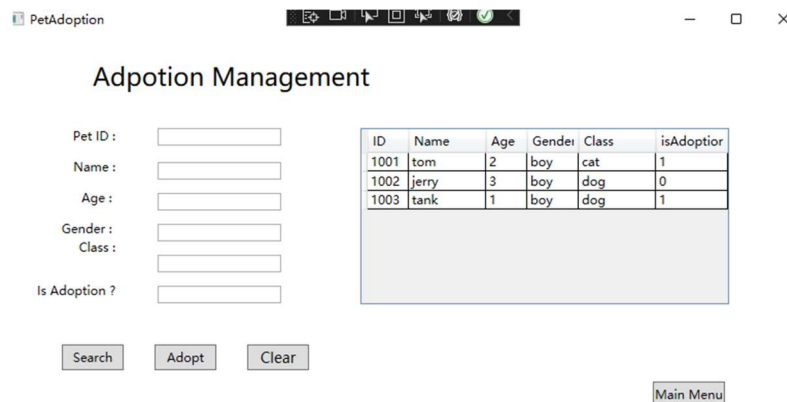 PetAdoption
Adpotion Management
Pet ID :
Name :
Age :
Gender :
Class :
Is Adoption ?
ID Name Age Gender Class isAdoption
1001 tom 2 boy cat 1
1002 jerry 3 boy dog 0
1003 tank 1 boy dog 1
Search Adopt Clear
Main Menu